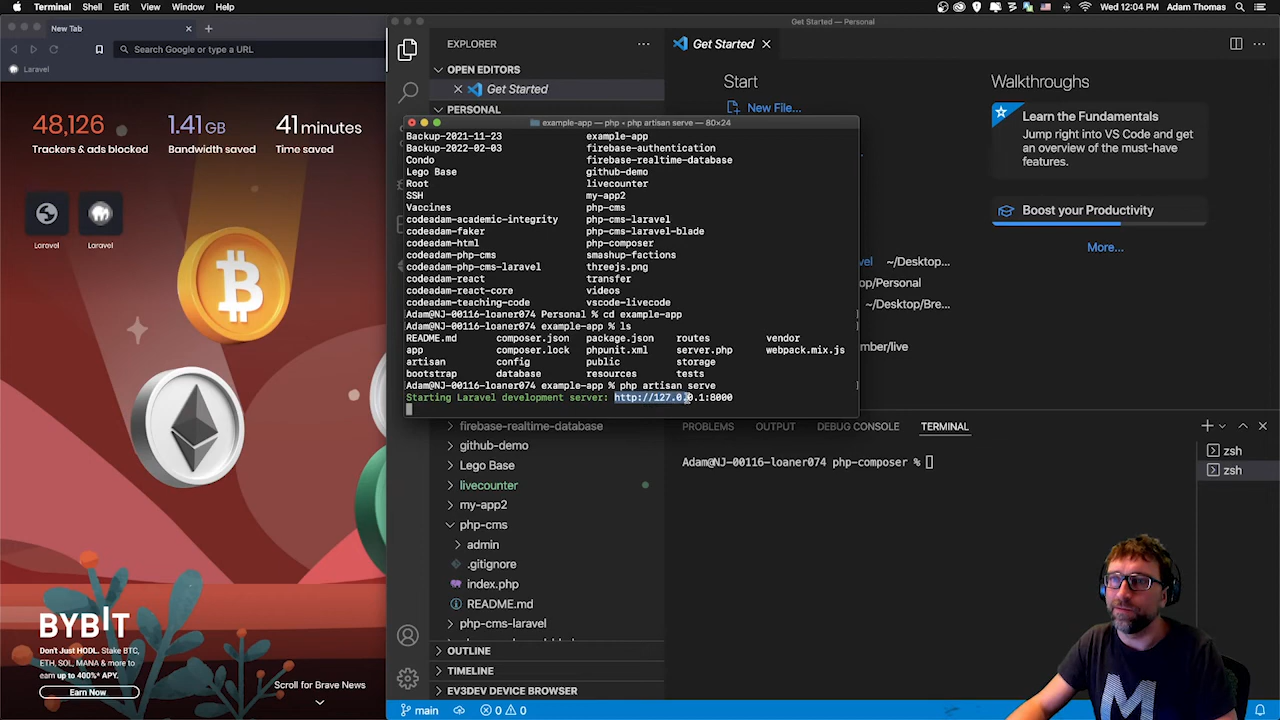 Terminal Shell Edit View Window Help
Wed 12:04 PM Adam Thomas
New Tab
Search Google or type a URL
Laravel
48,126
Trackers & ads blocked
1.41GB
Bandwidth saved
41 minutes
Time saved
Laravel
Laravel
BYBIT
Don't Just HODL. Stake BTC,
ETH, SOL, MANA & more to
earn up to 400%* APY.
Earn Now
Scroll for Brave News
Get Started — Personal
EXPLORER
OPEN EDITORS
Get Started
PERSONAL
Get Started
Start
New File...
Walkthroughs
Learn the Fundamentals
Jump right into VS Code and get
an overview of the must-have
features.
Boost your Productivity
More...
~/Desktop...
example-app — php • php artisan serve — 80×24
Backup-2021-11-23 example-app
Backup-2022-02-03 firebase-authentication
Condo firebase-realtime-database
Lego Base github-demo
Root livecounter
SSH my-app2
Vaccines php-cms
codeadam-academic-integrity php-cms-laravel
codeadam-faker php-cms-laravel-blade
codeadam-html php-composer
codeadam-php-cms smashup-factions
codeadam-php-cms-laravel threejs.png
codeadam-react transfer
codeadam-react-core videos
codeadam-teaching-code vscode-livecode
[Adam@NJ-00116-loaner074 Personal % cd example-app ]
[Adam@NJ-00116-loaner074 example-app % ls ]
README.md composer.json package.json routes vendor
app composer.lock phpunit.xml server.php webpack.mix.js
artisan config public storage
bootstrap database resources tests
[Adam@NJ-00116-loaner074 example-app % php artisan serve ]
Starting Laravel development server: http://127.0.0.1:8000
firebase-realtime-database
github-demo
Lego Base
livecounter
my-app2
php-cms
admin
.gitignore
index.php
README.md
php-cms-laravel
OUTLINE
TIMELINE
EV3DEV DEVICE BROWSER
PROBLEMS OUTPUT DEBUG CONSOLE TERMINAL
Adam@NJ-00116-loaner074 php-composer %
zsh
zsh
main 0 0
M